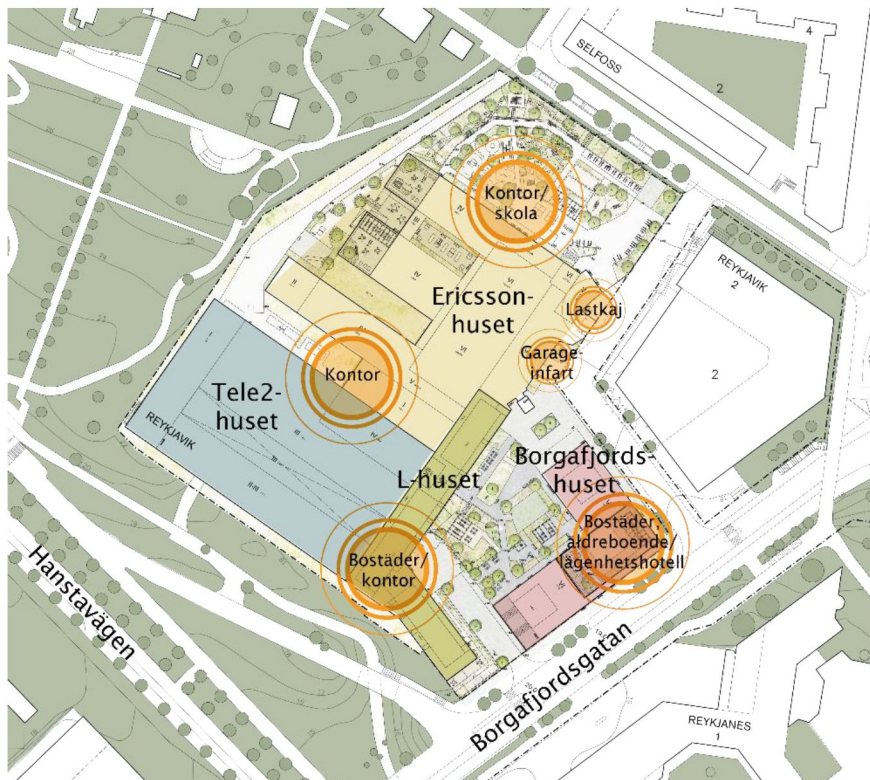 SELFOSS
4
2
Kontor/
skola
REYKJAVIK
2
Ericsson-
huset
Lastkaj
Garage-
infart
2
Kontor
Tele2-
huset
REYKJAVIK
1
L-huset
Borgafjords-
huset
Bostäder,
äldreboende/
lägenhetshotell
Bostäder/
kontor
Hanstavägen
Borgafjordsgatan
REYKJANES
1